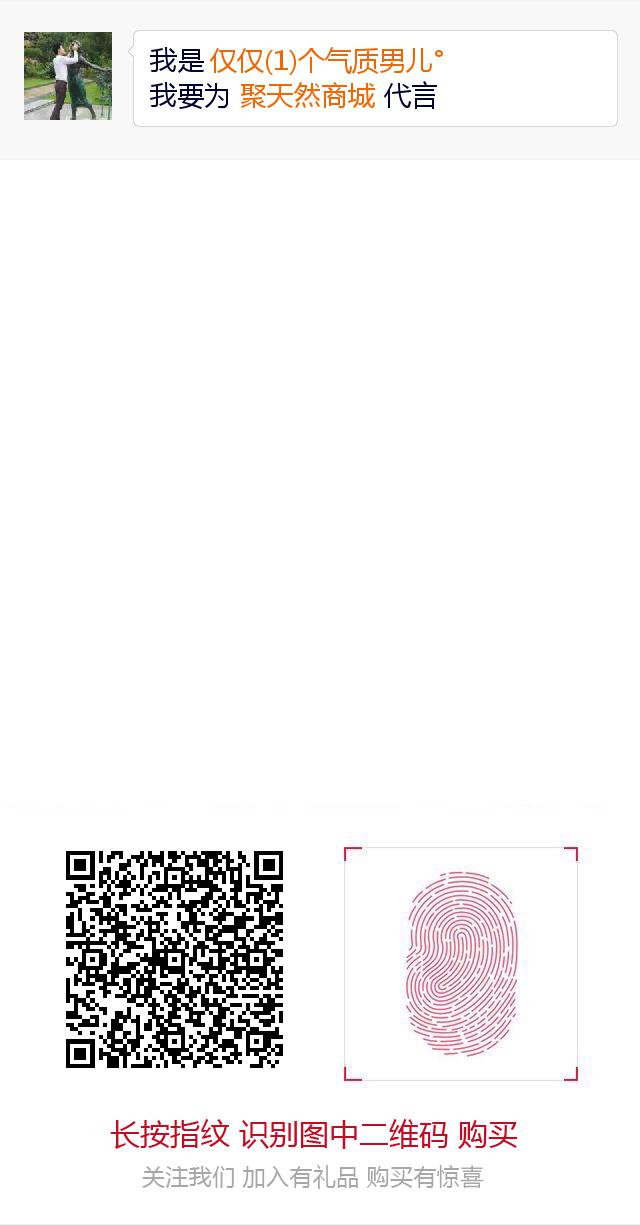 我是 仅仅(1)个气质男儿°
我要为 聚天然商城 代言
长按指纹 识别图中二维码 购买
关注我们 加入有礼品 购买有惊喜